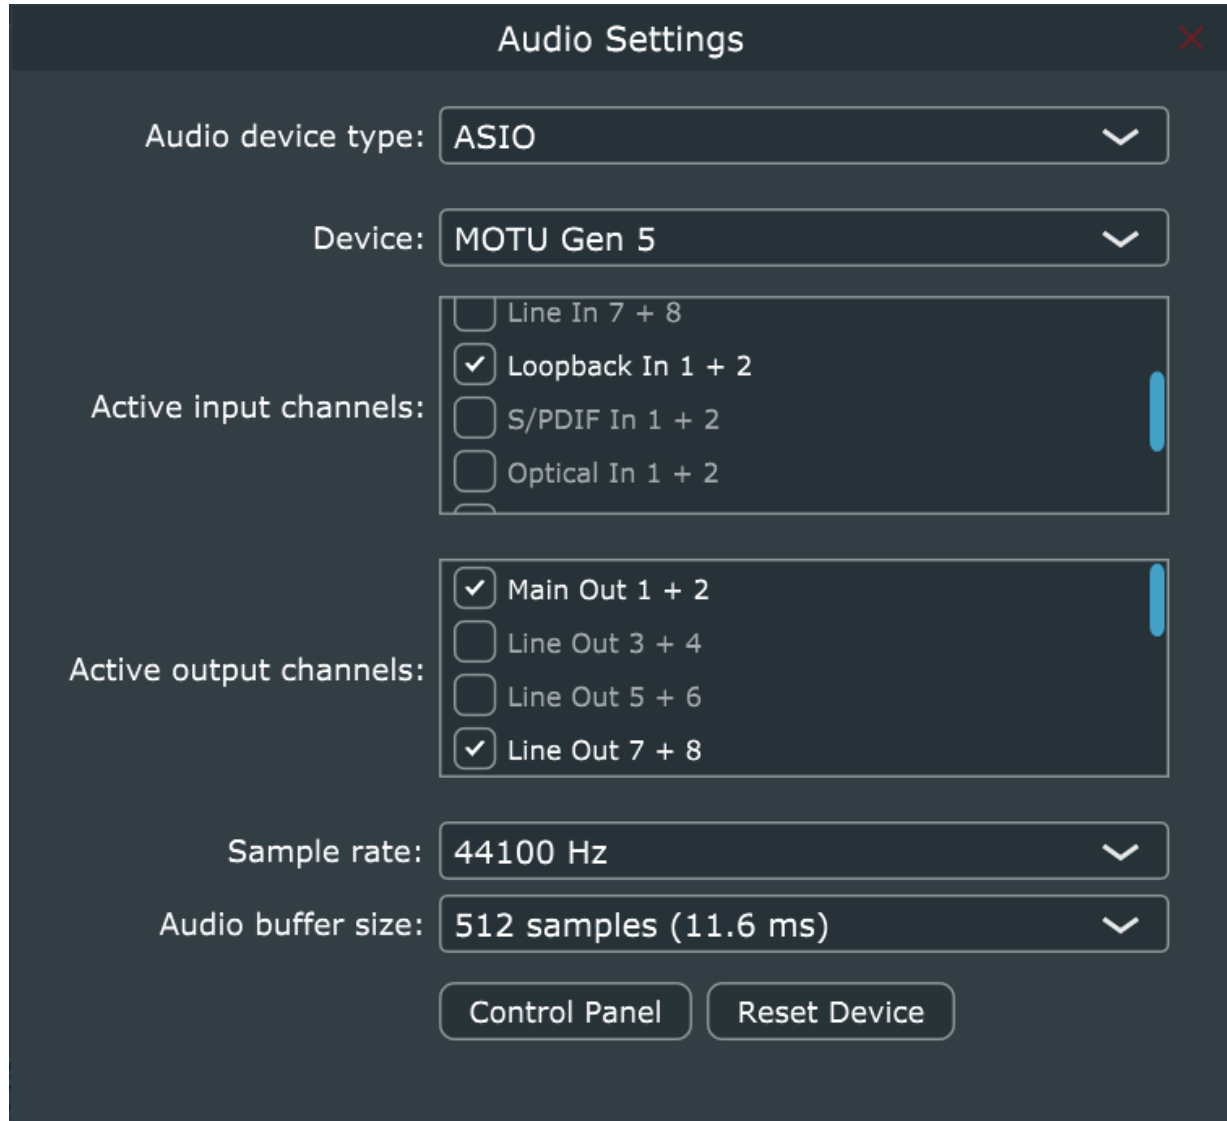 Audio Settings
Audio device type: ASIO
Device: MOTU Gen 5
Line In 7 + 8
Loopback In 1 + 2
Active input channels:
S/PDIF In 1 + 2
Optical In 1 + 2
Main Out 1 + 2
Line Out 3 + 4
Active output channels:
Line Out 5 + 6
Line Out 7 + 8
Sample rate: 44100 Hz
Audio buffer size: 512 samples (11.6 ms)
Control Panel Reset Device